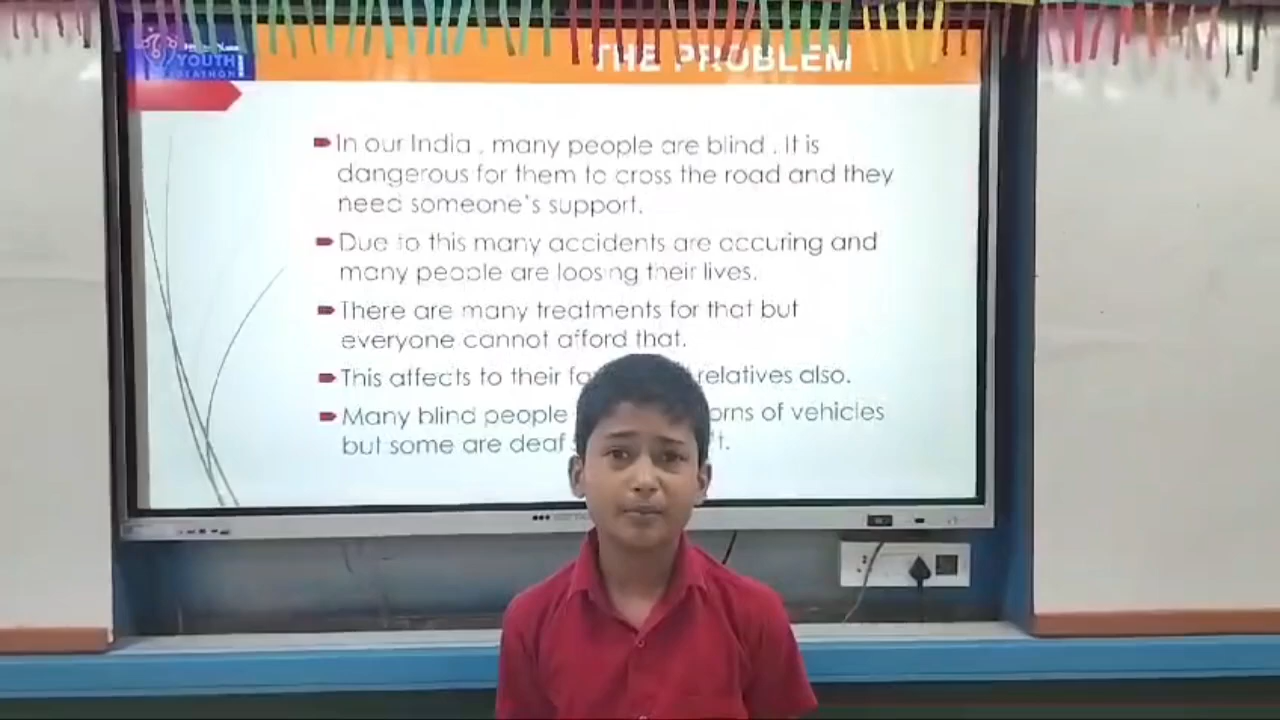 YOUTH
IDEATHON
THE PROBLEM
In our India , many people are blind . It is
dangerous for them to cross the road and they
need someone's support.
Due to this many accidents are occuring and
many people are loosing their lives.
There are many treatments for that but
everyone cannot afford that.
This affects to their relatives also.
Many blind people of vehicles
but some are deaf